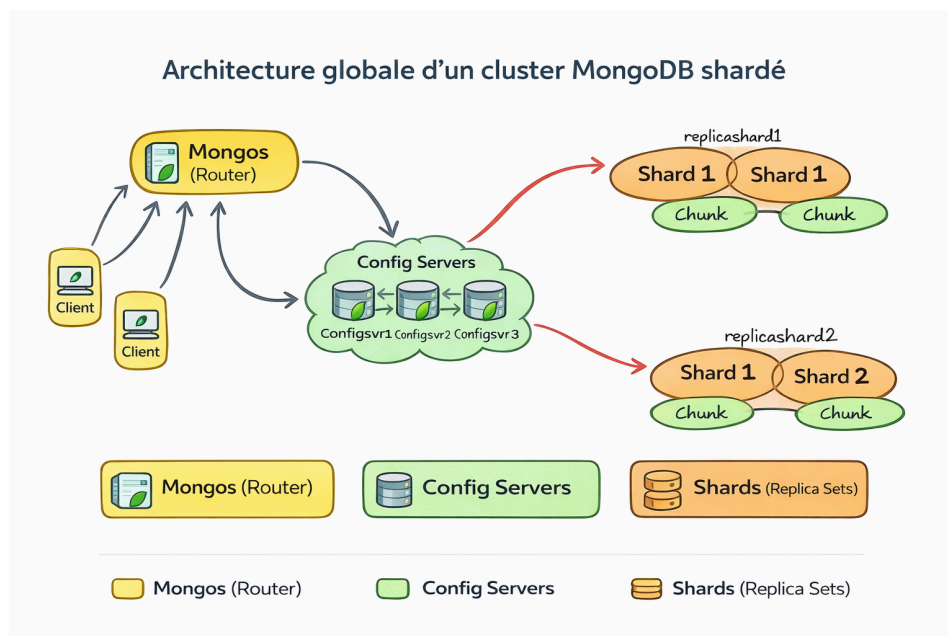 Architecture globale d’un cluster MongoDB shardé
Mongos
(Router)
Client
Client
Config Servers
Configsvr1 Configsvr2 Configsvr3
replicashard1
Shard 1 Shard 1
Chunk Chunk
replicashard2
Shard 1 Shard 2
Chunk Chunk
Mongos (Router)
Config Servers
Shards (Replica Sets)
Mongos (Router)
Config Servers
Shards (Replica Sets)